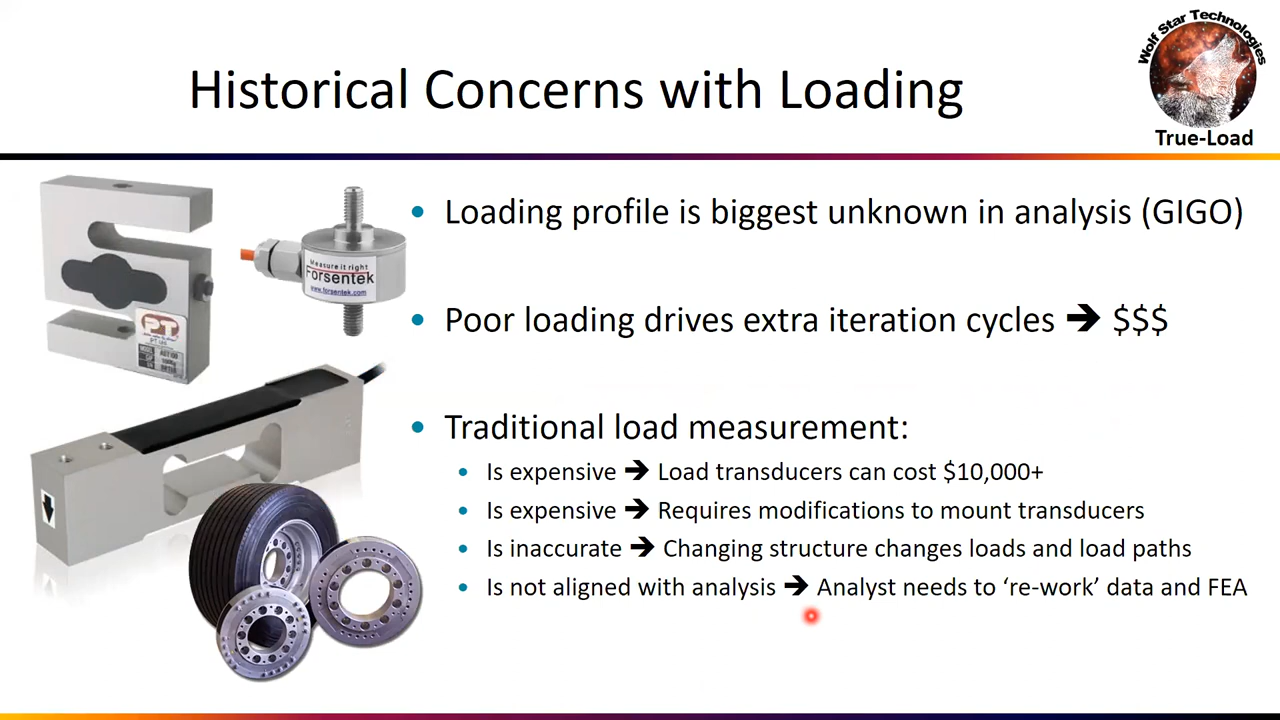 Wolf Star Technologies
Historical Concerns with Loading
True-Load
Measure it right
Forsentek
www.forsentek.com
PT
• Loading profile is biggest unknown in analysis (GIGO)
• Poor loading drives extra iteration cycles 🡺 $$$
• Traditional load measurement:
• Is expensive 🡺 Load transducers can cost $10,000+
• Is expensive 🡺 Requires modifications to mount transducers
• Is inaccurate 🡺 Changing structure changes loads and load paths
• Is not aligned with analysis 🡺 Analyst needs to ‘re-work’ data and FEA